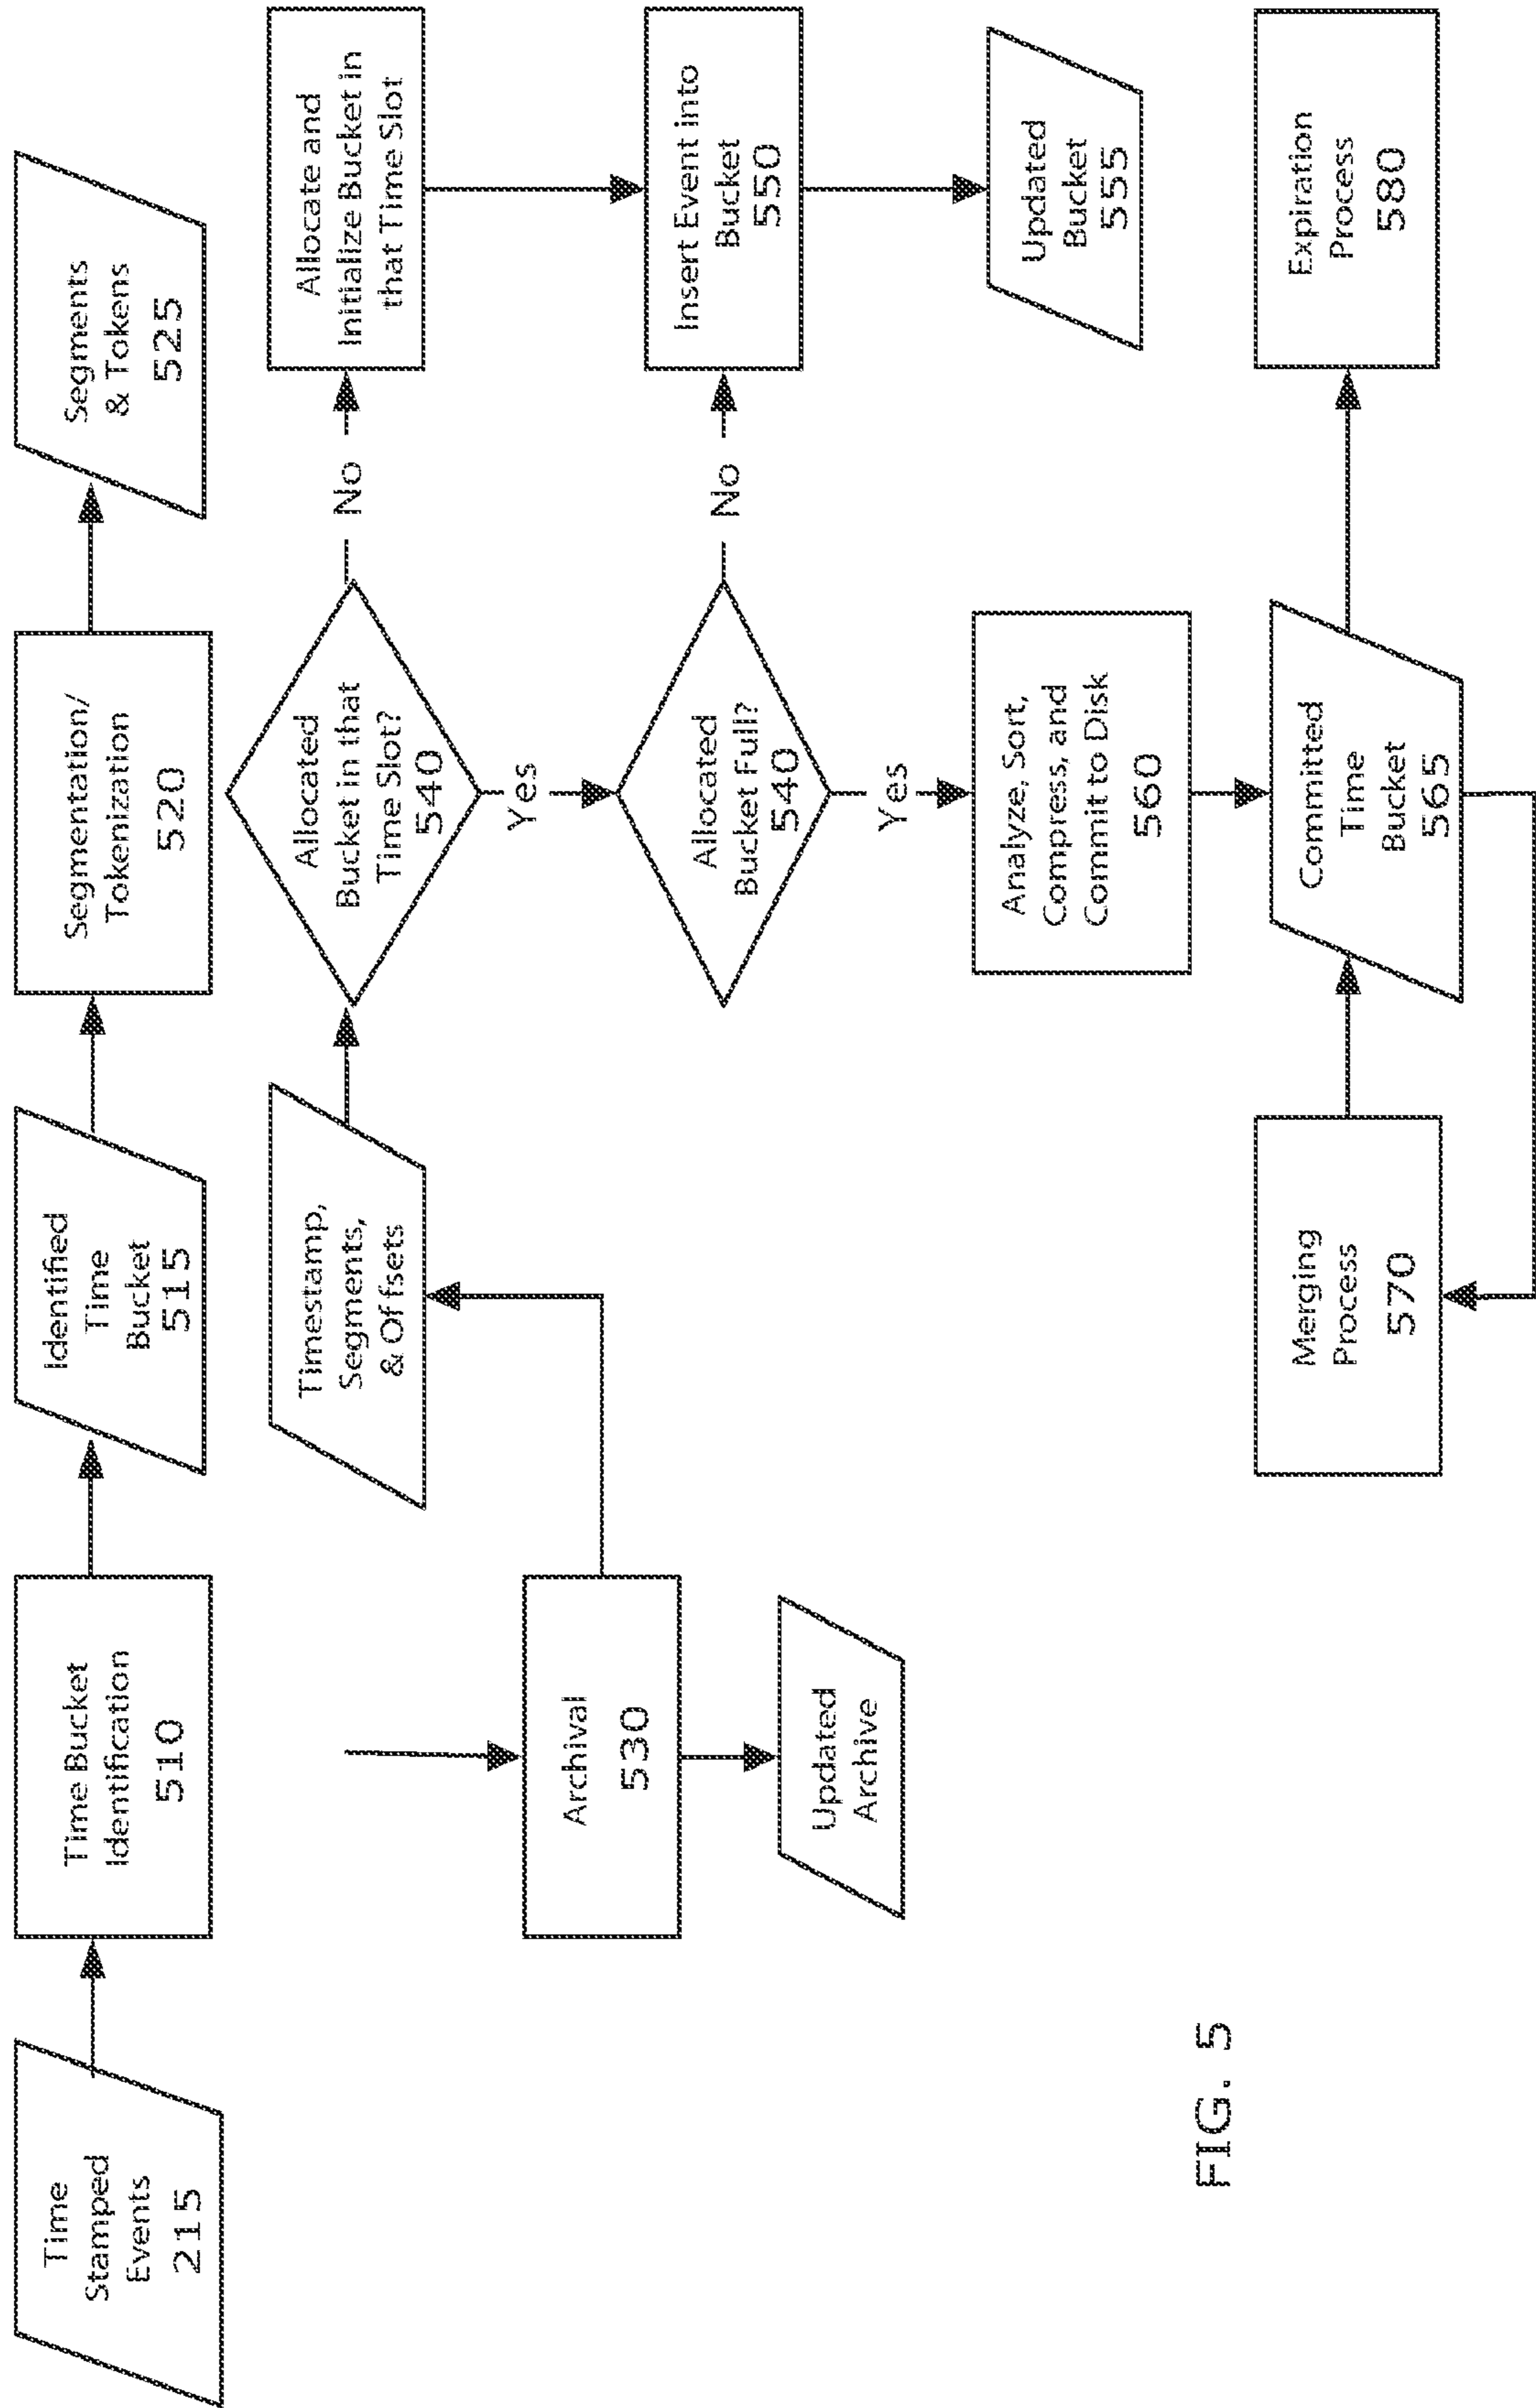 Time
Stamped
Events
215
Time Bucket
Identification
510
Identified
Time
Bucket
515
Segmentation/
Tokenization
520
Segments
& Tokens
525
Timestamp,
Segments,
& Offsets
Allocated
Bucket in that
Time Slot?
540
No
Allocate and
Initialize Bucket in
that Time Slot
Yes
Archival
530
Allocated
Bucket Full?
540
No
Insert Event into
Bucket
550
Updated
Archive
Yes
Analyze, Sort,
Compress, and
Commit to Disk
560
Updated
Bucket
555
Merging
Process
570
Committed
Time
Bucket
565
Expiration
Process
580
FIG. 5